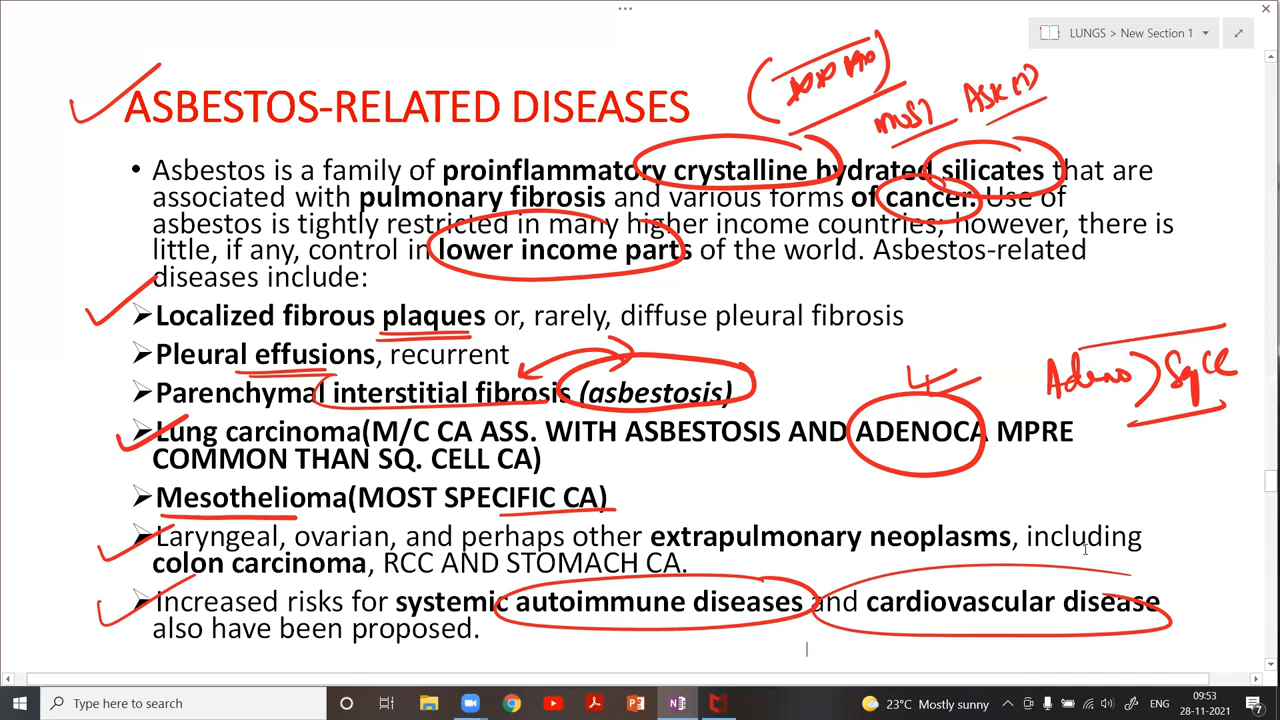 LUNGS > New Section 1
MOST ASK(D)
ASBESTOS-RELATED DISEASES
• Asbestos is a family of proinflammatory crystalline hydrated silicates that are
associated with pulmonary fibrosis and various forms of cancer. Use of
asbestos is tightly restricted in many higher income countries; however, there is
little, if any, control in lower income parts of the world. Asbestos-related
diseases include:
➢Localized fibrous plaques or, rarely, diffuse pleural fibrosis
➢Pleural effusions, recurrent
➢Parenchymal interstitial fibrosis (asbestosis)
Adeno > Sq CC
➢Lung carcinoma(M/C CA ASS. WITH ASBESTOSIS AND ADENOCA MPRE
COMMON THAN SQ. CELL CA)
➢Mesothelioma(MOST SPECIFIC CA)
➢Laryngeal, ovarian, and perhaps other extrapulmonary neoplasms, including
colon carcinoma, RCC AND STOMACH CA.
➢Increased risks for systemic autoimmune diseases and cardiovascular disease
also have been proposed.
Type here to search
23°C Mostly sunny
ENG
09:53
28-11-2021
7